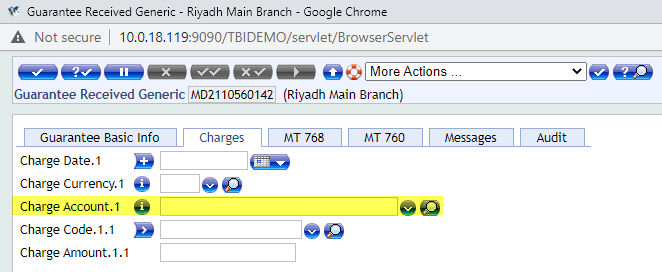 Guarantee Received Generic - Riyadh Main Branch - Google Chrome
Not secure | 10.0.18.119:9090/TBIDEMO/servlet/BrowserServlet
More Actions ...
Guarantee Received Generic MD2110560142 (Riyadh Main Branch)
Guarantee Basic Info Charges MT 768 MT 760 Messages Audit
Charge Date.1
Charge Currency.1
Charge Account.1
Charge Code.1.1
Charge Amount.1.1